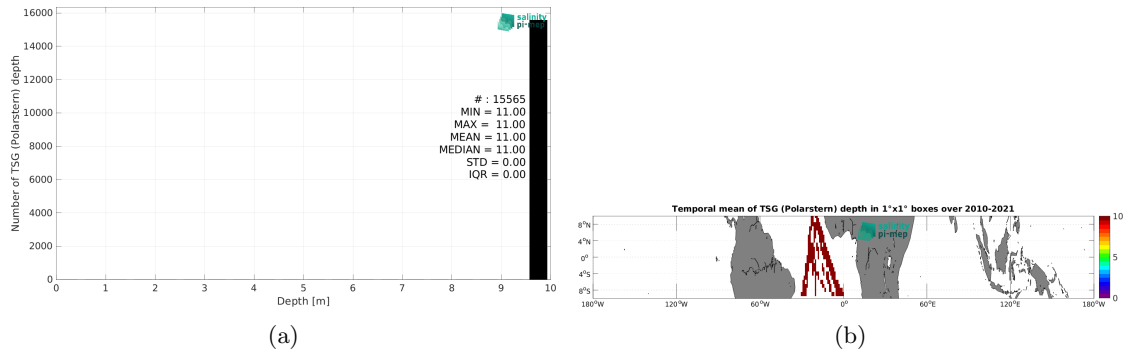 16000
14000
12000
10000
8000
6000
4000
2000
0
Number of TSG (Polarstern) depth
salinity
pi-mep
# : 15565
MIN = 11.00
MAX = 11.00
MEAN = 11.00
MEDIAN = 11.00
STD = 0.00
IQR = 0.00
0 1 2 3 4 5 6 7 8 9 10
Depth [m]
(a)
Temporal mean of TSG (Polarstern) depth in 1°x1° boxes over 2010-2021
salinity
pi-mep
8°N
4°N
0°
4°S
8°S
180°W 120°W 60°W 0° 60°E 120°E 180°W
10
5
0
(b)